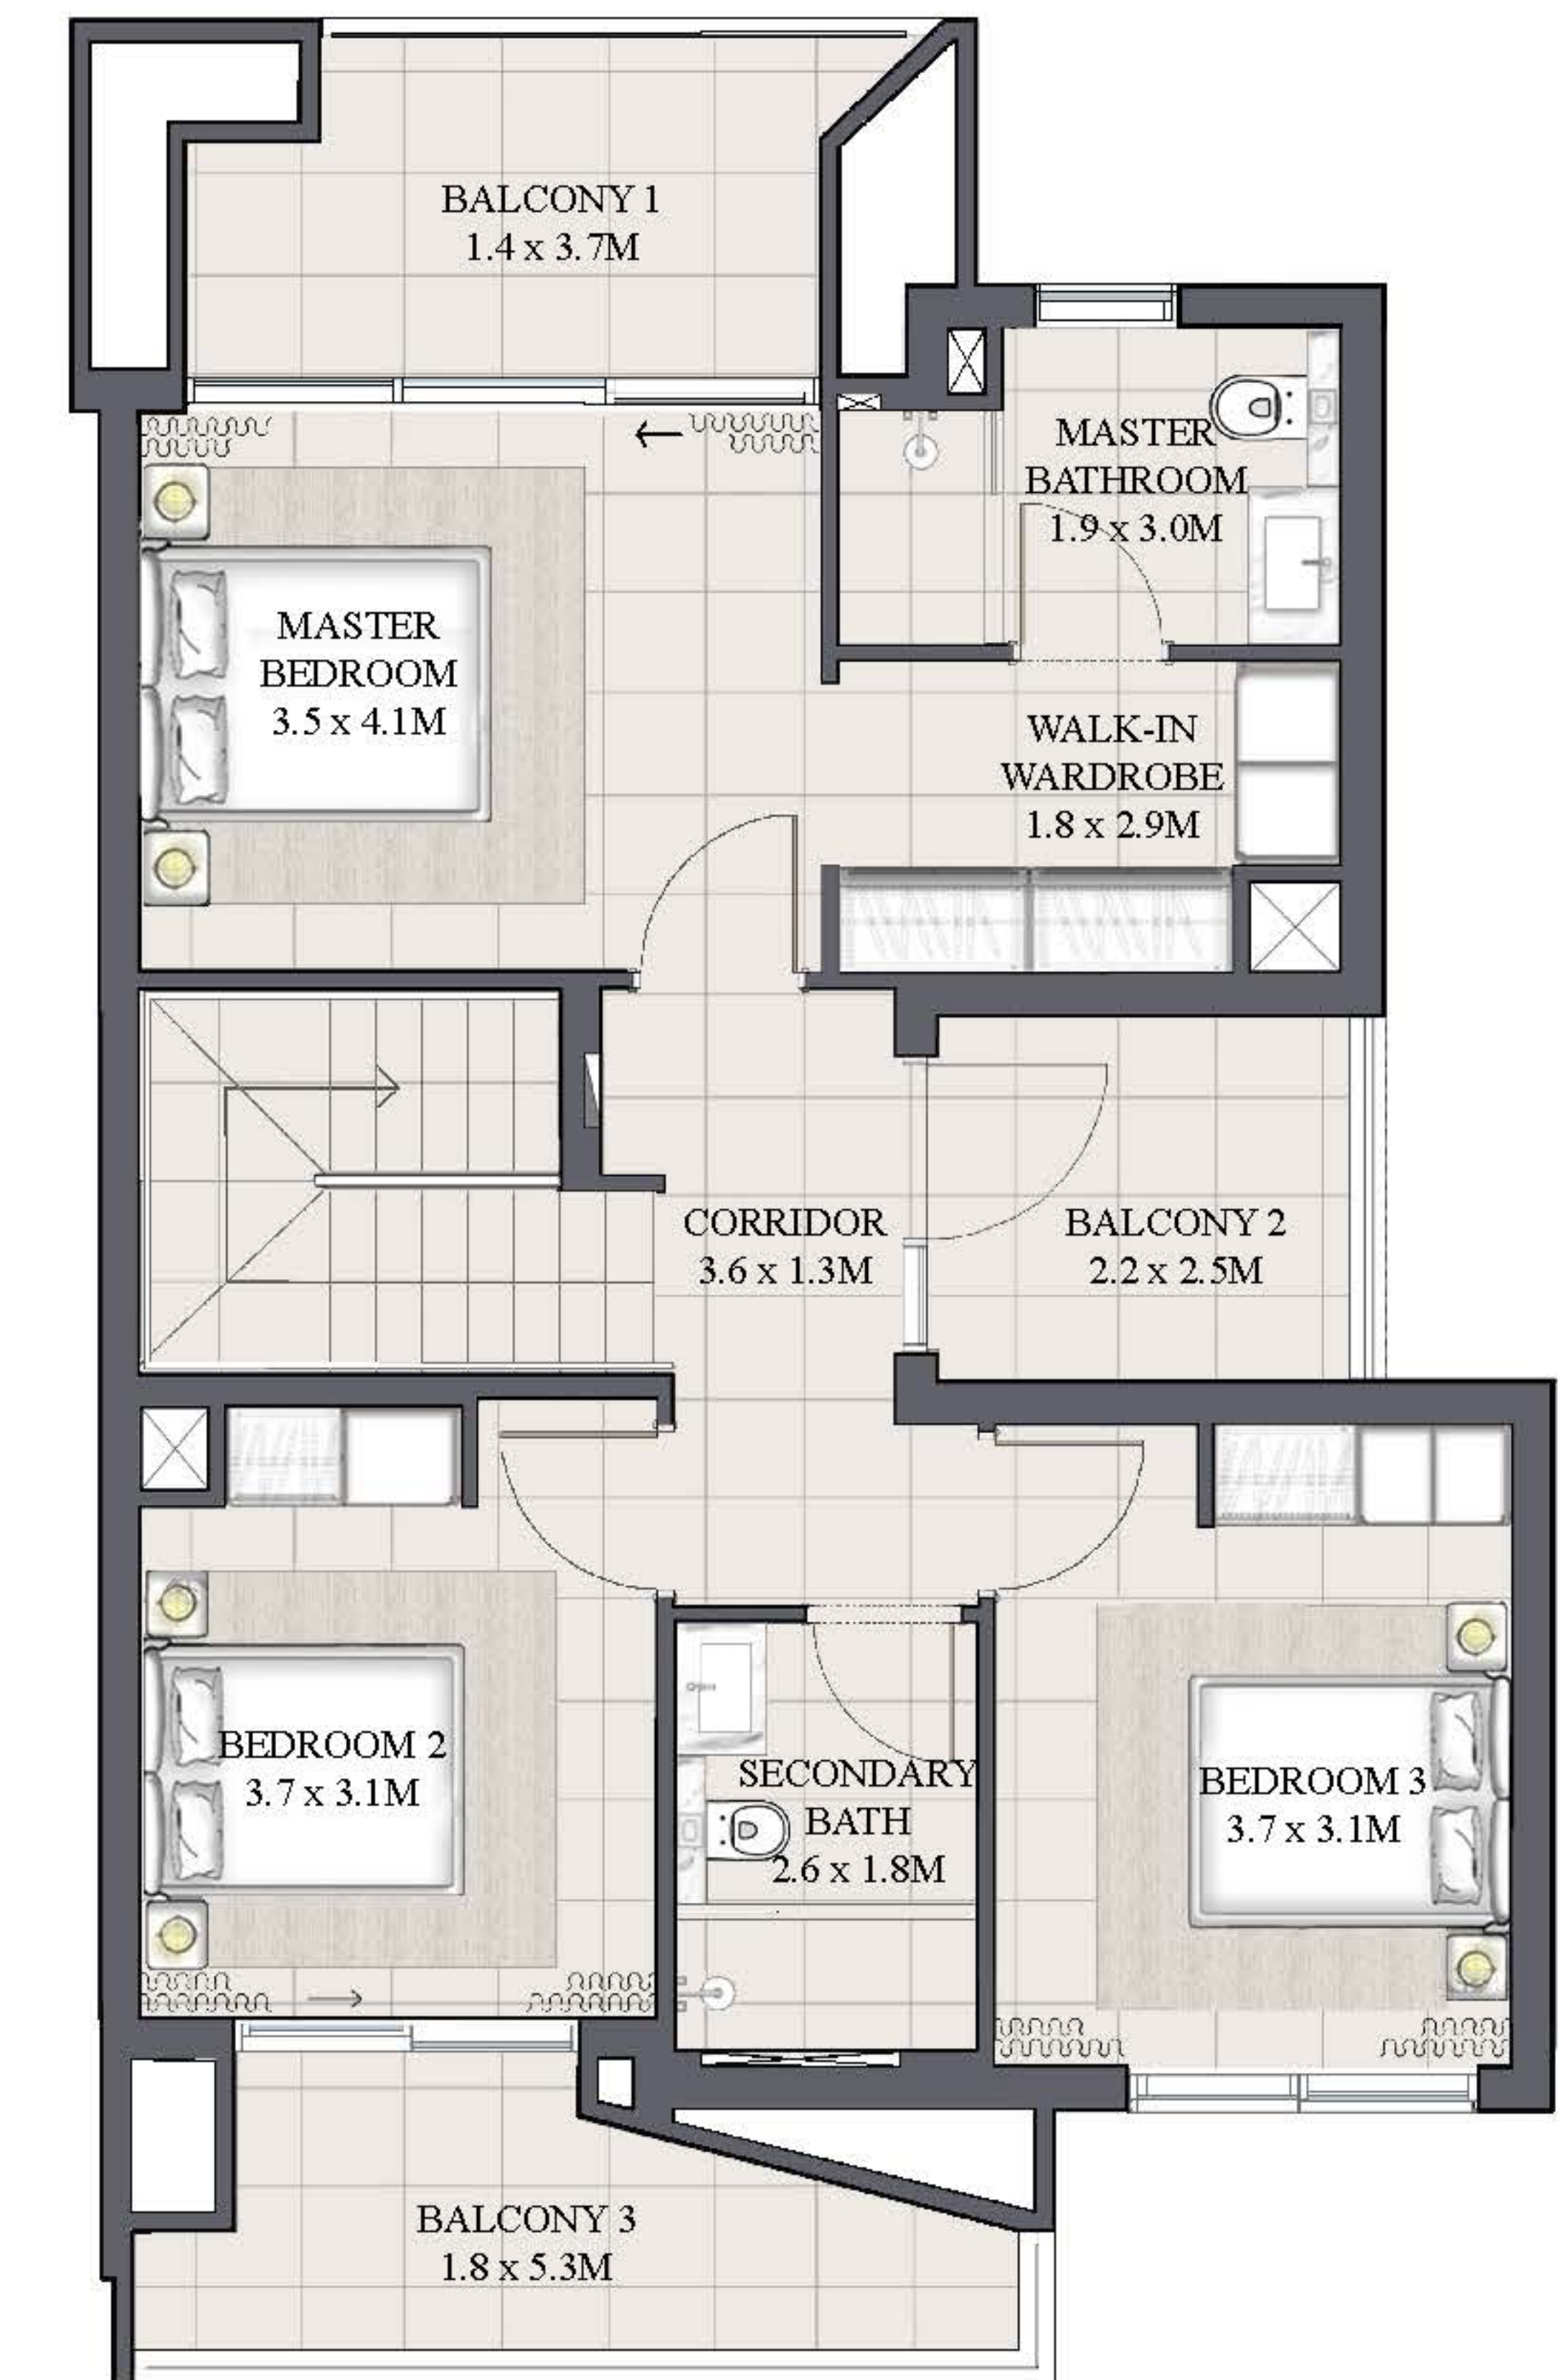 BALCONY 1
1.4 x 3.7M
MASTER
BATHROOM
1.9 x 3.0M
MASTER
BEDROOM
3.5 x 4.1M
WALK-IN
WARDROBE
1.8 x 2.9M
CORRIDOR
3.6 x 1.3M
BALCONY 2
2.2 x 2.5M
BEDROOM 2
3.7 x 3.1M
SECONDARY
BATH
2.6 x 1.8M
BEDROOM 3
3.7 x 3.1M
BALCONY 3
1.8 x 5.3M